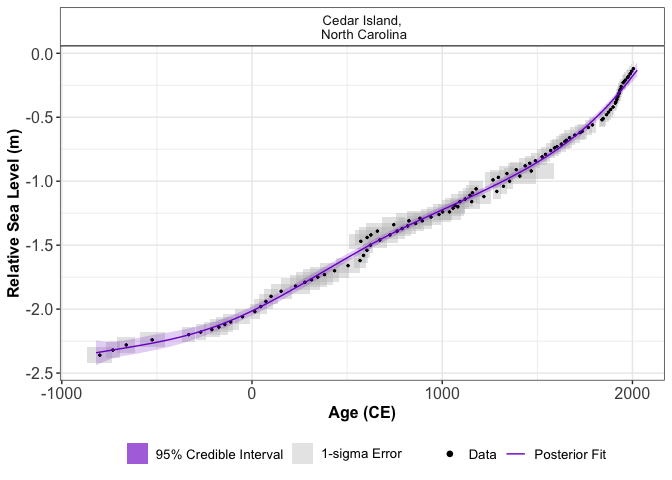 Cedar Island,
North Carolina
0.0
-0.5
-1.0
-1.5
-2.0
-2.5
Relative Sea Level (m)
-1000
0
1000
2000
Age (CE)
95% Credible Interval
1-sigma Error
Data
Posterior Fit